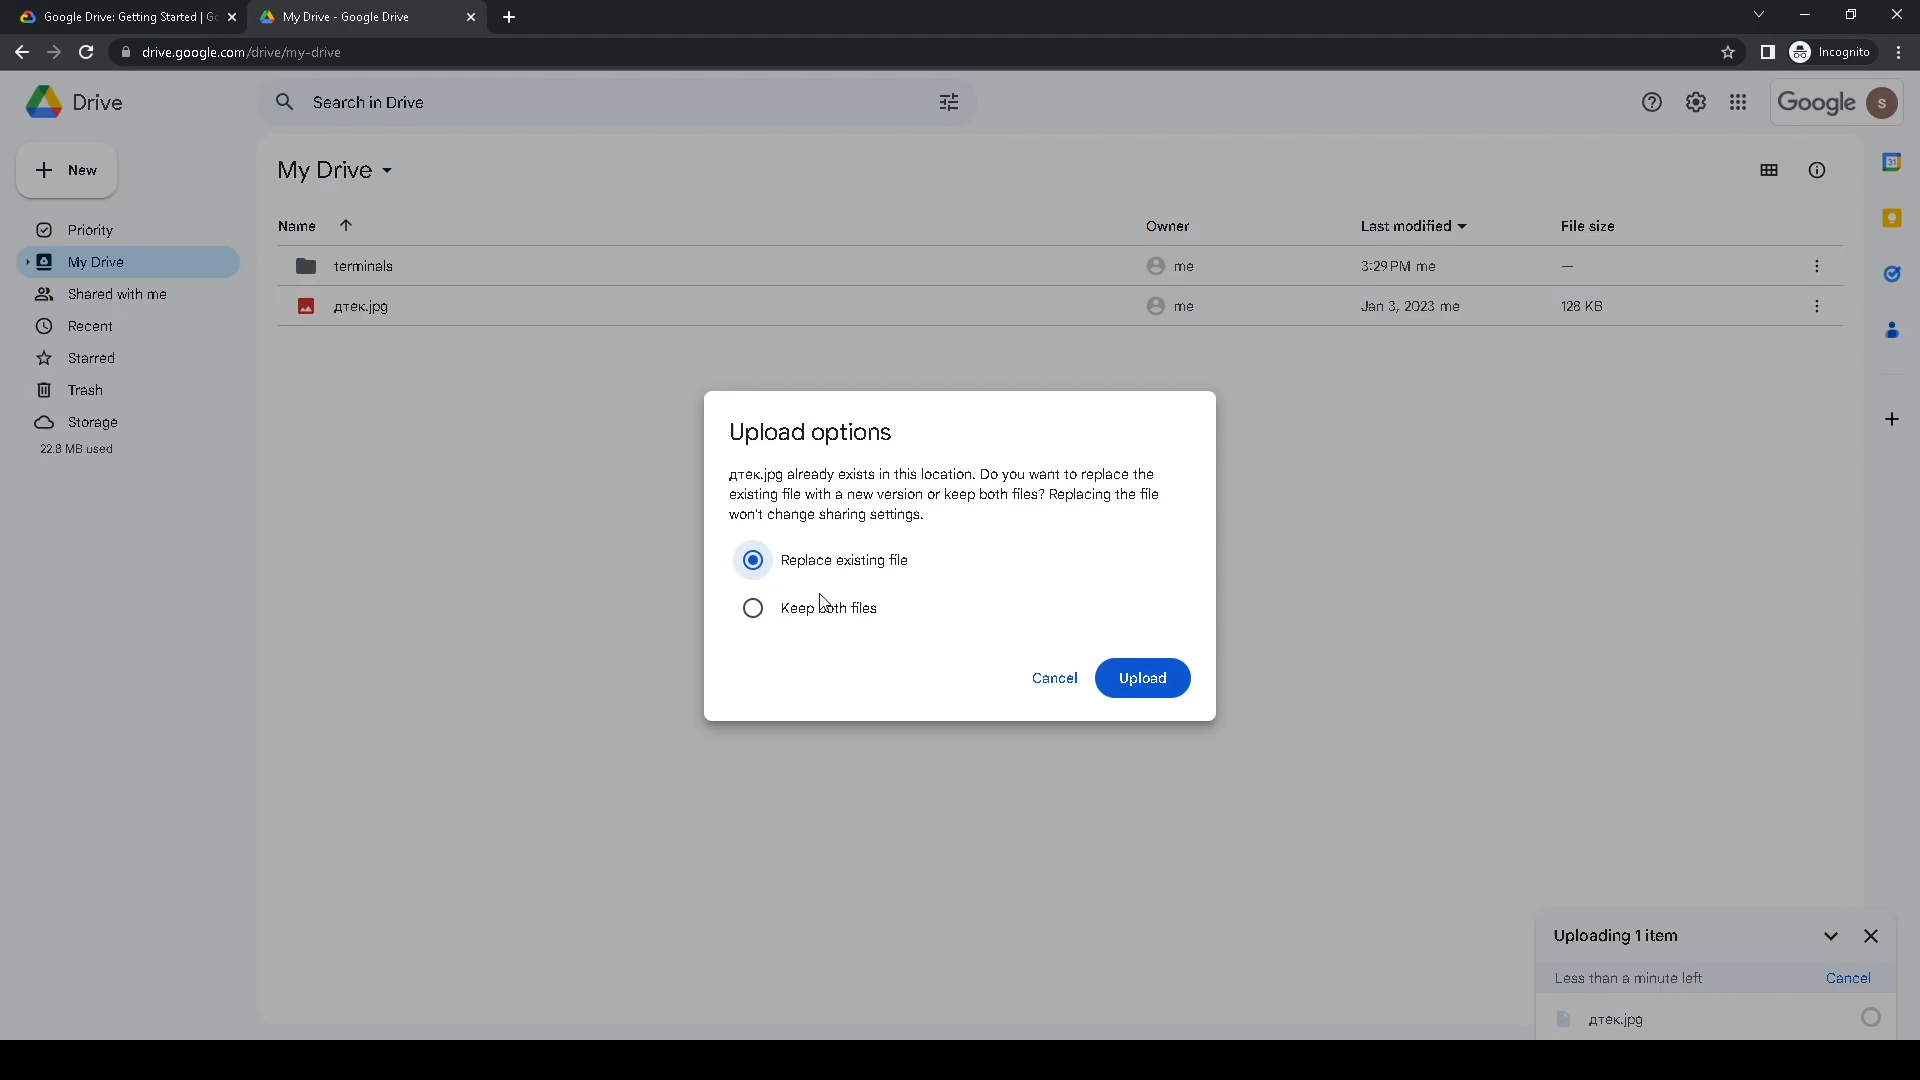 Google Drive: Getting Started | G
My Drive - Google Drive
drive.google.com/drive/my-drive
Incognito
Drive
Search in Drive
Google
s
New
My Drive
Priority
My Drive
Shared with me
Recent
Starred
Trash
Storage
22.8 MB used
Name Owner Last modified File size
terminals me 3:29 PM me —
дтек.jpg me Jan 3, 2023 me 128 KB
31
Upload options
дтек.jpg already exists in this location. Do you want to replace the
existing file with a new version or keep both files? Replacing the file
won't change sharing settings.
Replace existing file
Keep both files
Cancel Upload
Uploading 1 item
Less than a minute left Cancel
дтек.jpg